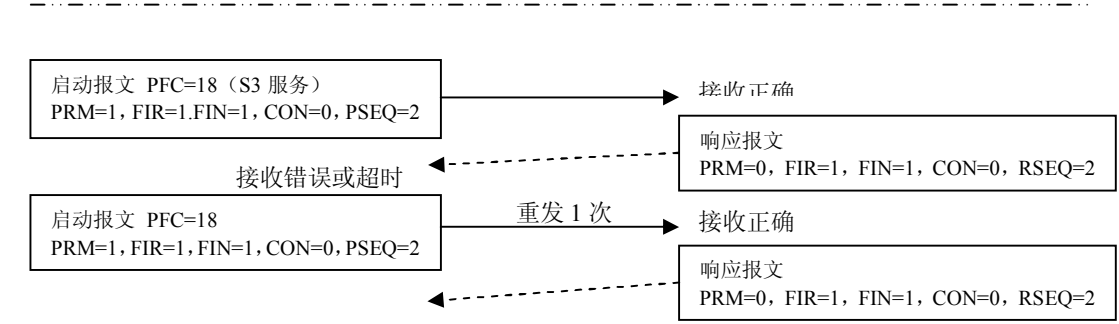 启动报文 PFC=18（S3 服务）
PRM=1，FIR=1.FIN=1，CON=0，PSEQ=2
接收正确
响应报文
PRM=0，FIR=1，FIN=1，CON=0，RSEQ=2
接收错误或超时
启动报文 PFC=18
PRM=1，FIR=1，FIN=1，CON=0，PSEQ=2
重发 1 次
接收正确
响应报文
PRM=0，FIR=1，FIN=1，CON=0，RSEQ=2